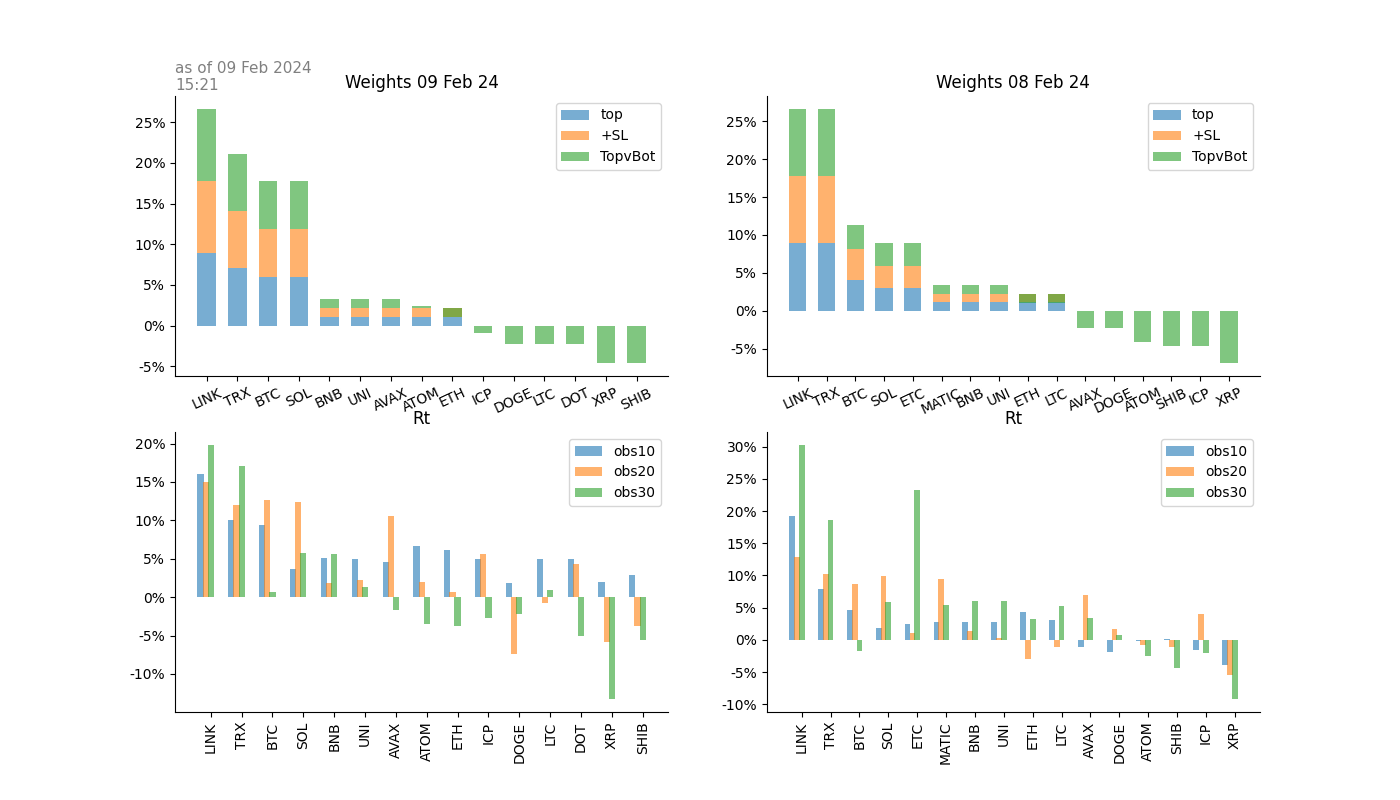 as of 09 Feb 2024
15:21
Weights 09 Feb 24
25%
20%
15%
10%
5%
0%
-5%
top
+SL
TopvBot
LINK TRX BTC SOL BNB UNI AVAX ATOM ETH ICP DOGE LTC DOT XRP SHIB
Weights 08 Feb 24
25%
20%
15%
10%
5%
0%
-5%
top
+SL
TopvBot
LINK TRX BTC SOL ETC MATIC BNB UNI ETH LTC AVAX DOGE ATOM SHIB ICP XRP
Rt
20%
15%
10%
5%
0%
-5%
-10%
obs10
obs20
obs30
LINK TRX BTC SOL BNB UNI AVAX ATOM ETH ICP DOGE LTC DOT XRP SHIB
Rt
30%
25%
20%
15%
10%
5%
0%
-5%
-10%
obs10
obs20
obs30
LINK TRX BTC SOL ETC MATIC BNB UNI ETH LTC AVAX DOGE ATOM SHIB ICP XRP